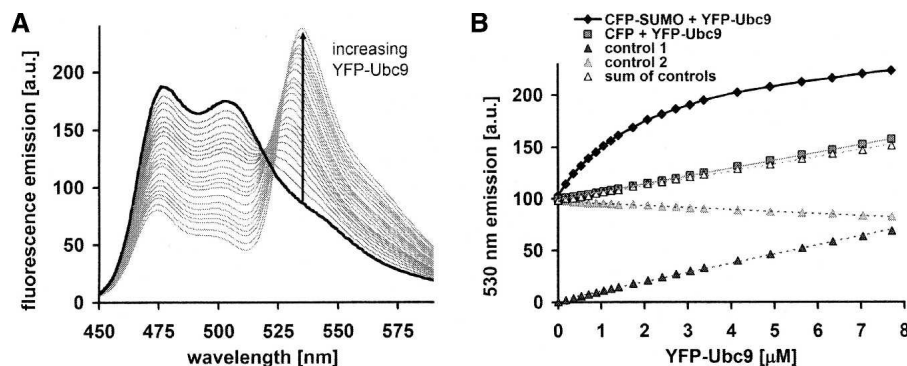 A
fluorescence emission [a.u.]
200
150
100
50
0
450
475
500
525
550
575
wavelength [nm]
increasing
YFP-Ubc9
B
CFP-SUMO + YFP-Ubc9
CFP + YFP-Ubc9
control 1
control 2
sum of controls
530 nm emission [a.u.]
200
150
100
50
0
0
1
2
3
4
5
6
7
8
YFP-Ubc9 [µM]